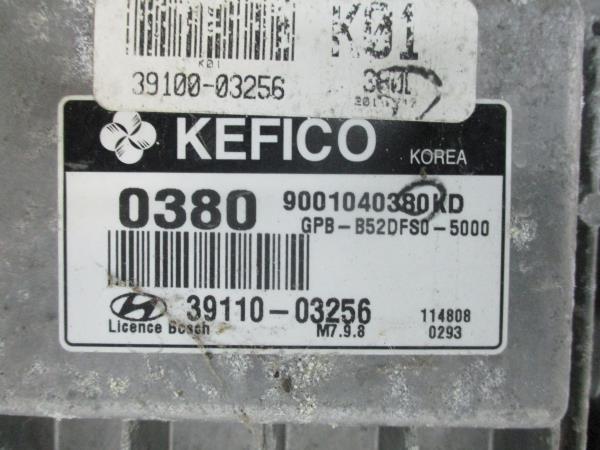 K01
K01
39100-03256
KEFICO
KOREA
0380
9001040380KD
GPB-B52DFS0-5000
39110-03256
Licence Bosch
M7.9.8
114808
0293